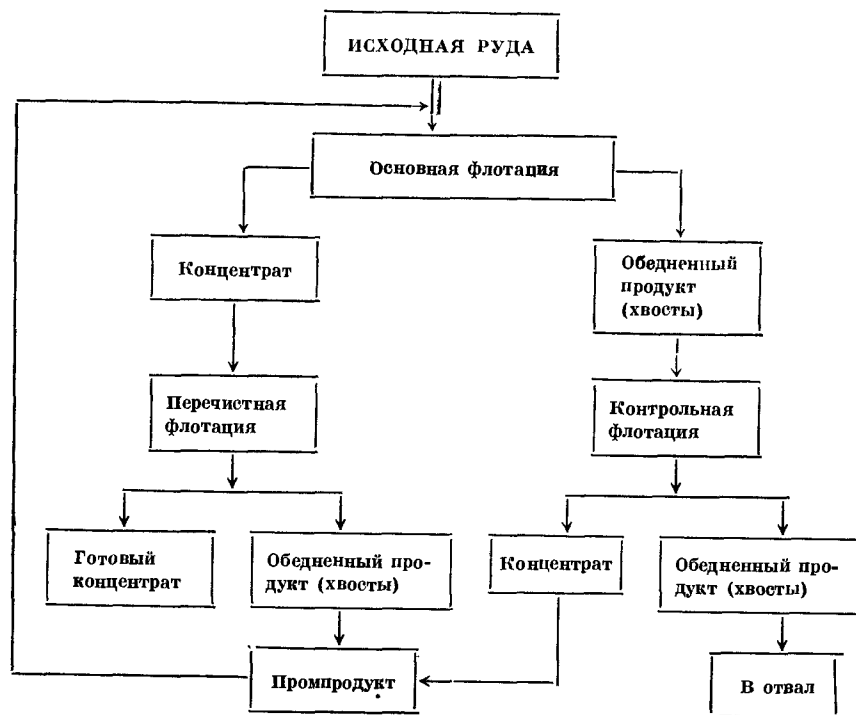 ИСХОДНАЯ РУДА
Основная флотация
Концентрат
Обедненный
продукт
(хвосты)
Перечистная
флотация
Контрольная
флотация
Готовый
концентрат
Обедненный про-
дукт (хвосты)
Концентрат
Обедненный про-
дукт (хвосты)
Промпродукт
В отвал